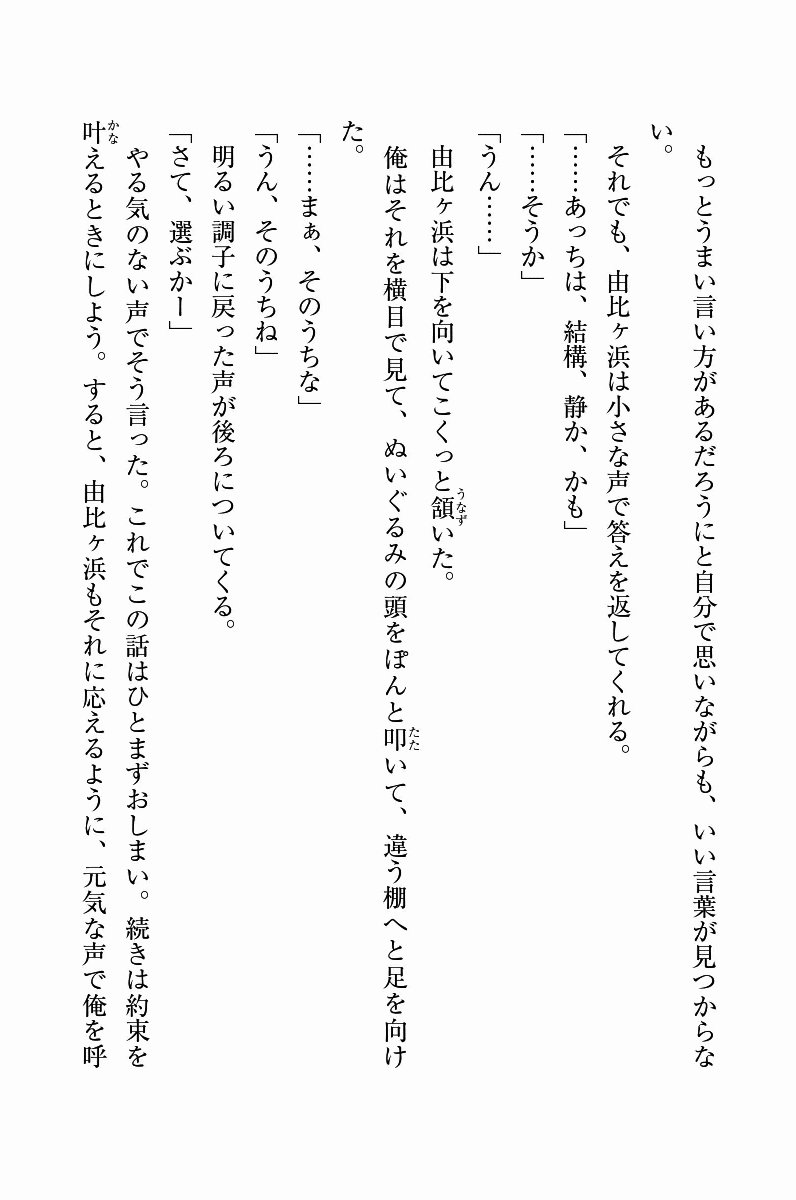 もっとうまい言い方があるだろうにと自分で思いながらも、いい言葉が見つからな
い。
それでも、由比ヶ浜は小さな声で答えを返してくれる。
「……あっちは、結構、静か、かも」
「……そうか」
「うん……」
由比ヶ浜は下を向いてこくっと頷いた。
俺はそれを横目で見て、ぬいぐるみの頭をぽんと叩いて、違う棚へと足を向け
た。
「……まぁ、そのうちな」
「うん、そのうちね」
明るい調子に戻った声が後ろについてくる。
「さて、選ぶかー」
やる気のない声でそう言った。これでこの話はひとまずおしまい。続きは約束を
叶えるときにしよう。すると、由比ヶ浜もそれに応えるように、元気な声で俺を呼